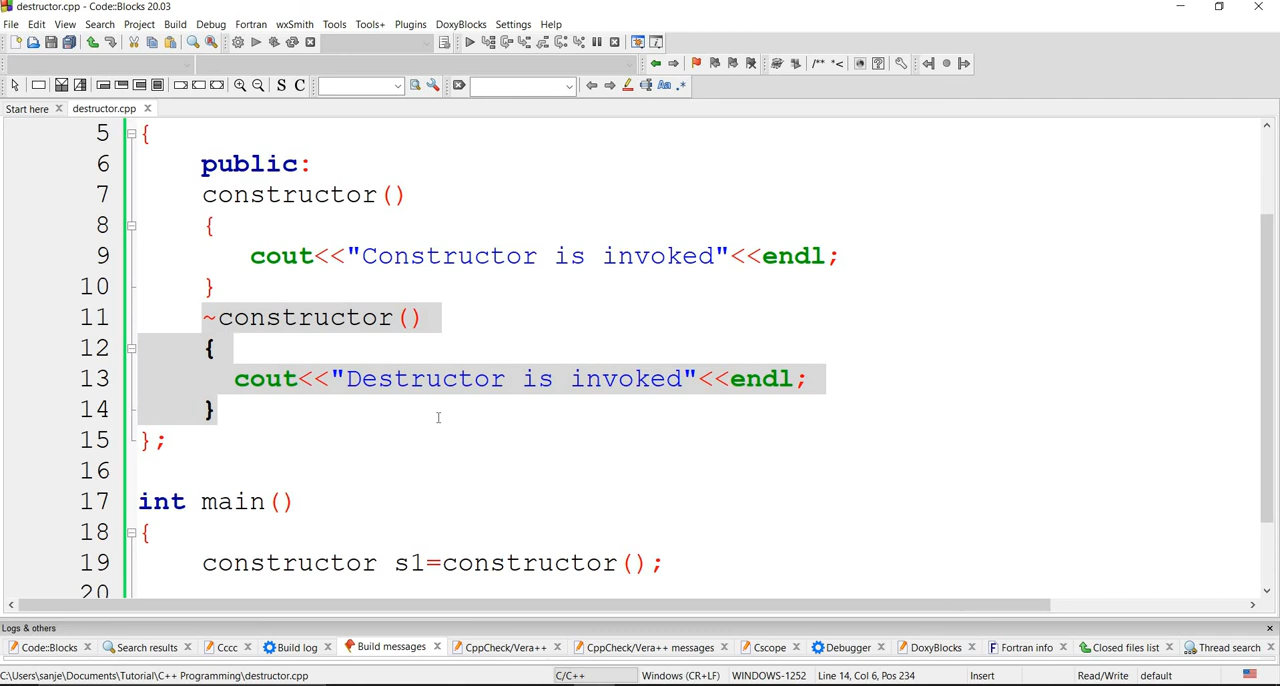 destructor.cpp - Code::Blocks 20.03
File Edit View Search Project Build Debug Fortran wxSmith Tools Tools+ Plugins DoxyBlocks Settings Help
/** *<
S C Aa .*
Start here destructor.cpp
5 {
6 public:
7 constructor()
8 {
9 cout<<"Constructor is invoked"<<endl;
10 }
11 ~constructor()
12 {
13 cout<<"Destructor is invoked"<<endl;
14 }
15 };
16
17 int main()
18 {
19 constructor s1=constructor();
20
Logs & others
Code::Blocks Search results Cccc Build log Build messages CppCheck/Vera++ CppCheck/Vera++ messages Cscope Debugger DoxyBlocks F Fortran info Closed files list Thread search
C:\Users\sanje\Documents\Tutorial\C++ Programming\destructor.cpp C/C++ Windows (CR+LF) WINDOWS-1252 Line 14, Col 6, Pos 234 Insert Read/Write default